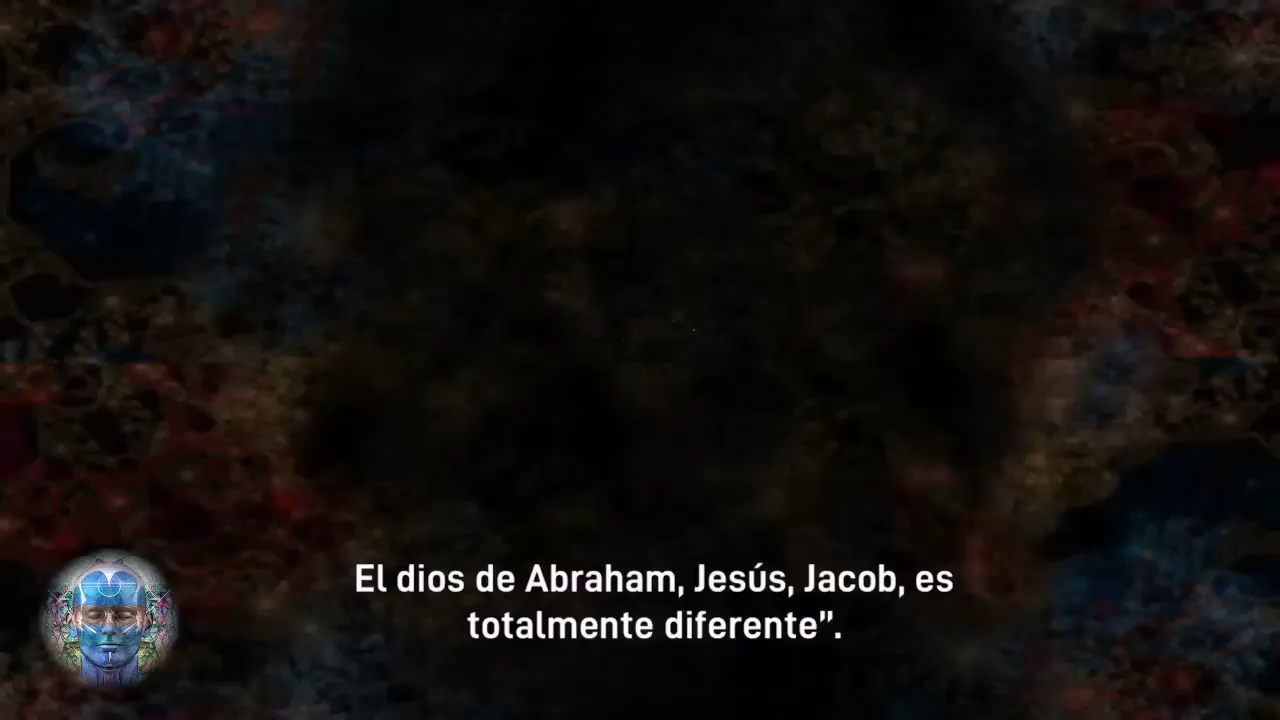 El dios de Abraham, Jesús, Jacob, es
totalmente diferente”.